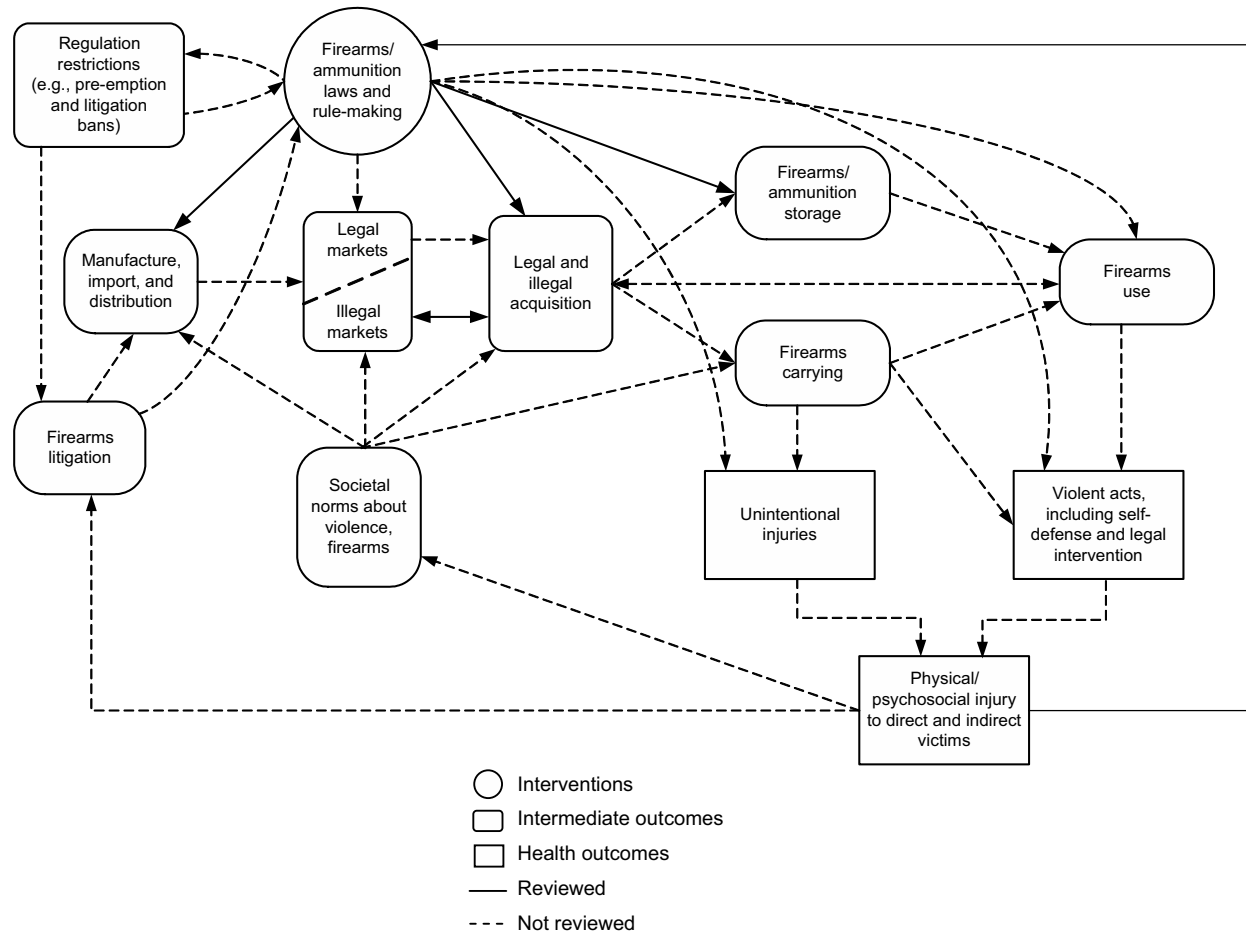 Regulation
restrictions
(e.g., pre-emption
and litigation
bans)
Firearms/
ammunition
laws and
rule-making
Firearms/
ammunition
storage
Manufacture,
import, and
distribution
Legal
markets
Illegal
markets
Legal and
illegal
acquisition
Firearms
use
Firearms
carrying
Firearms
litigation
Societal
norms about
violence,
firearms
Unintentional
injuries
Violent acts,
including self-
defense and legal
intervention
Physical/
psychosocial injury
to direct and indirect
victims
Interventions
Intermediate outcomes
Health outcomes
Reviewed
Not reviewed